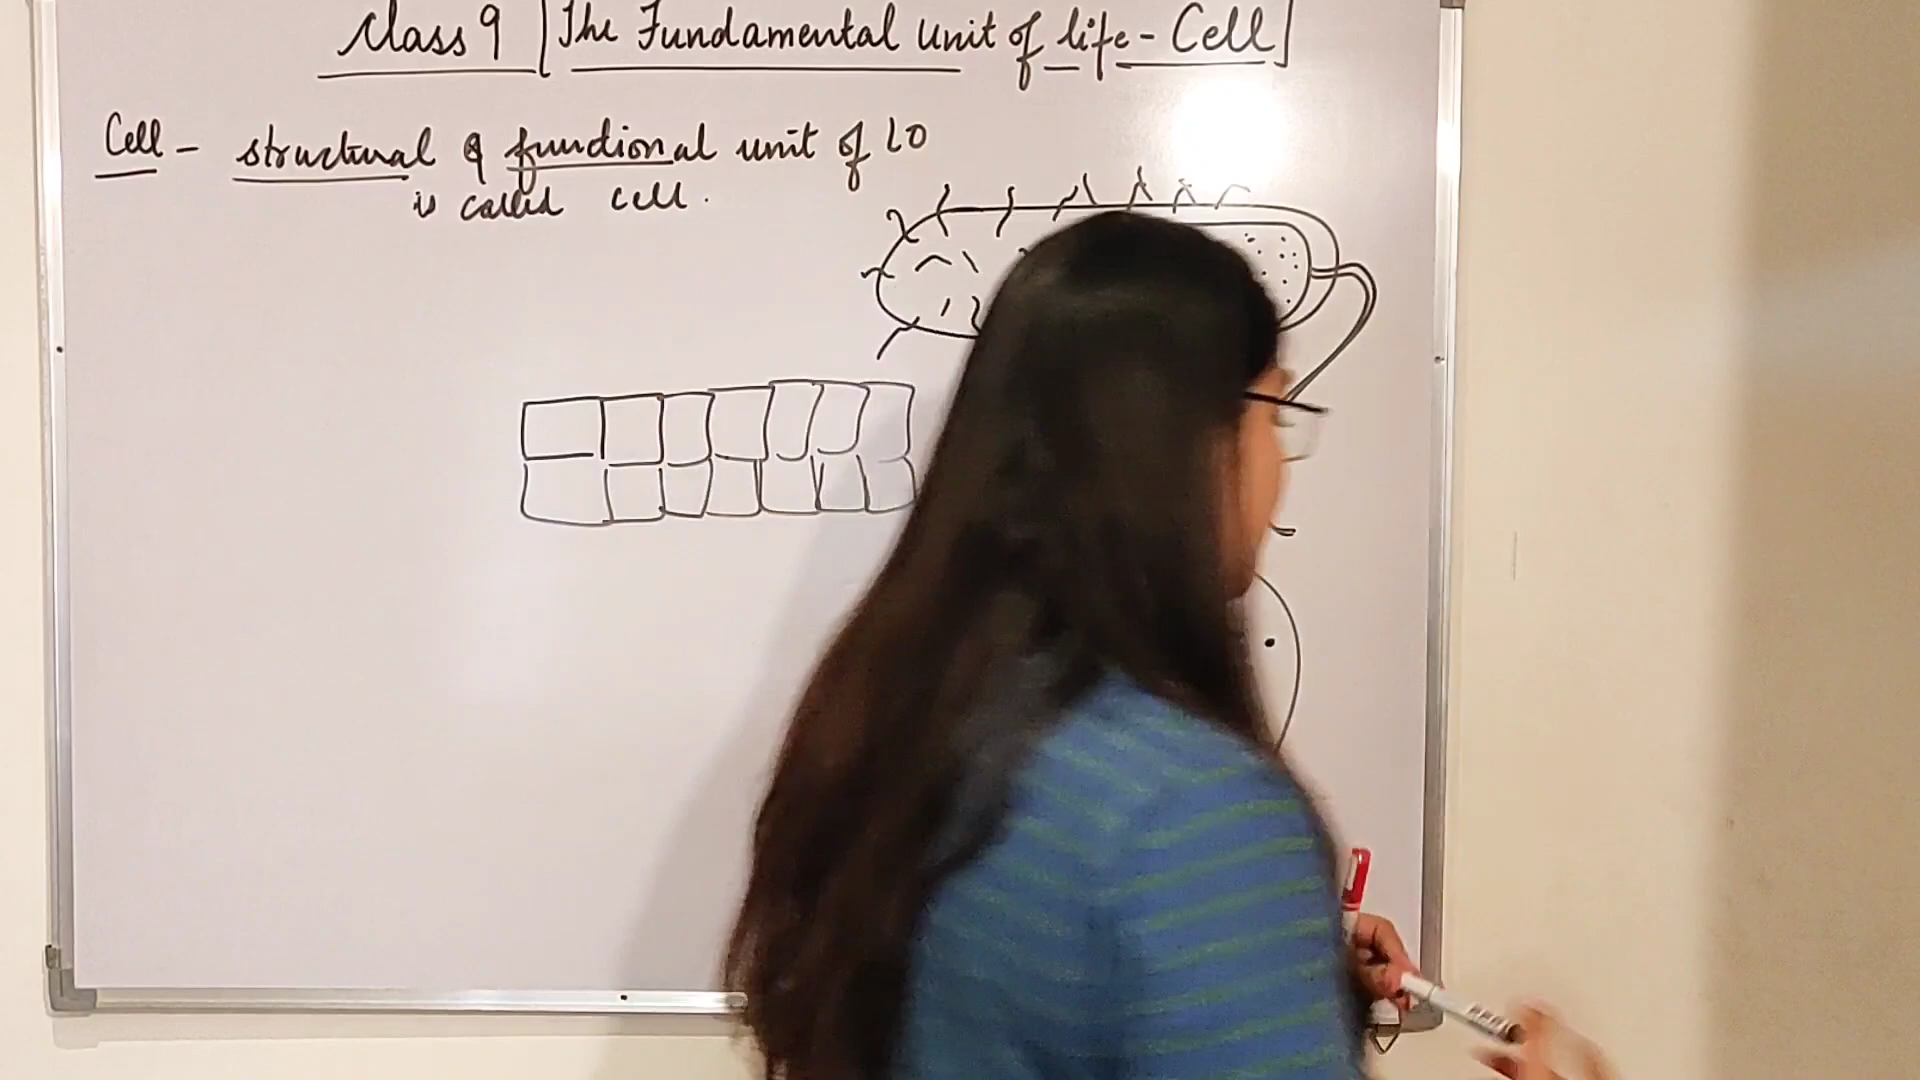 Class 9 [The Fundamental Unit of life - Cell]
Cell - structural & functional unit of LO
is called cell.